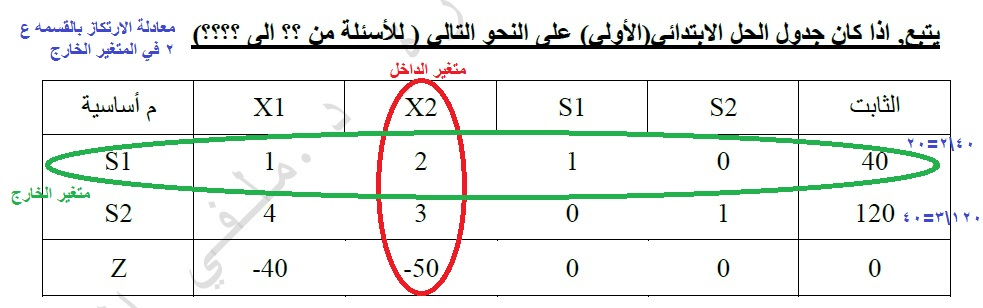 يتبع, اذا كان جدول الحل الابتدائي(الأولي) على النحو التالي ( للأسئلة من ؟؟ الى ؟؟؟؟)
معادلة الارتكاز بالقسمه ع
٢ في المتغير الخارج
متغير الداخل
م أساسية X1 X2 S1 S2 الثابت
S1 1 2 1 0 40
٤٠\٢=٢٠
متغير الخارج
S2 4 3 0 1 120
١٢٠\٣=٤٠
Z -40 -50 0 0 0